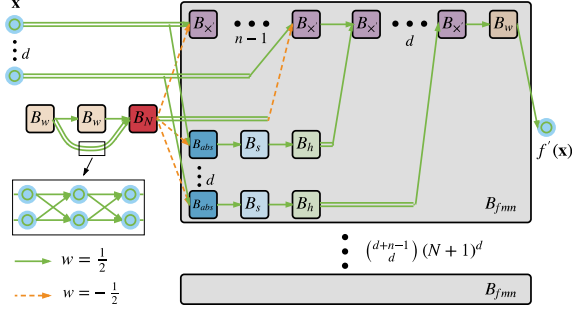 x
B×′ n − 1 B×′ B×′ d B×′ Bw
d
Bw Bw BN
f′(x)
Babs Bs Bh
d
Babs Bs Bh
Bfmn
w = 1/2
(d+n−1 d) (N + 1)^d
w = − 1/2
Bfmn